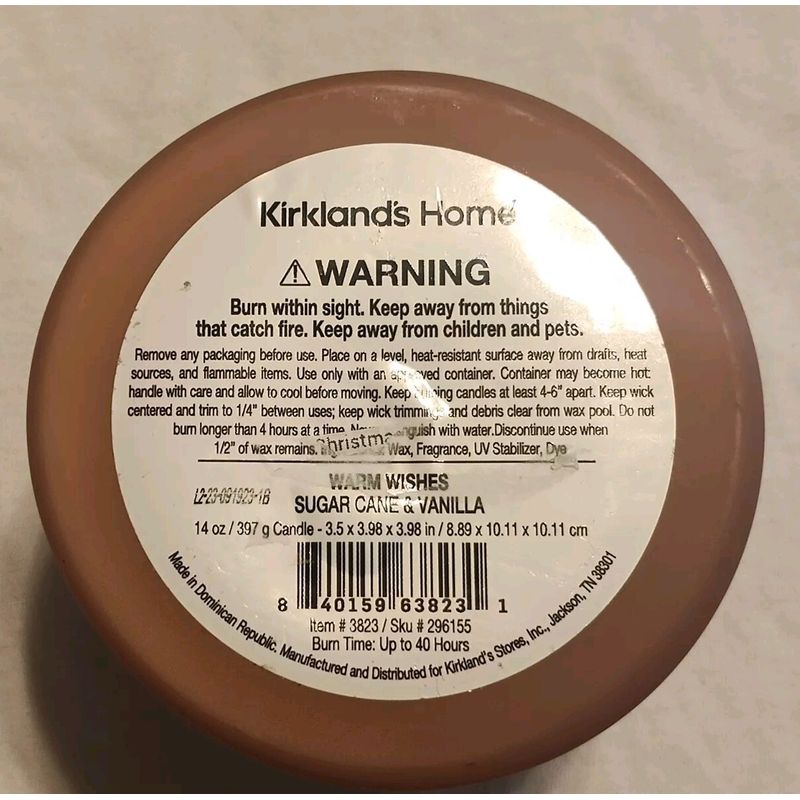 Kirkland's Home
⚠ WARNING
Burn within sight. Keep away from things
that catch fire. Keep away from children and pets.
Remove any packaging before use. Place on a level, heat-resistant surface away from drafts, heat
sources, and flammable items. Use only with an container. Container may become hot:
handle with care and allow to cool before moving. Keep candles at least 4-6" apart. Keep wick
centered and trim to 1/4" between uses; keep wick trimming and debris clear from wax pool. Do not
burn longer than 4 hours at a time. with water.Discontinue use when
1/2" of wax remains. Christma Wax, Fragrance, UV Stabilizer, Dye
WARM WISHES
L2-23-091923-1B
SUGAR CANE & VANILLA
14 oz / 397 g Candle - 3.5 x 3.98 x 3.98 in / 8.89 x 10.11 x 10.11 cm
8 40159 63823 1
Item # 3823 / Sku # 296155
Burn Time: Up to 40 Hours
Made in Dominican Republic. Manufactured and Distributed for Kirkland's Stores, Inc., Jackson, TN 38301